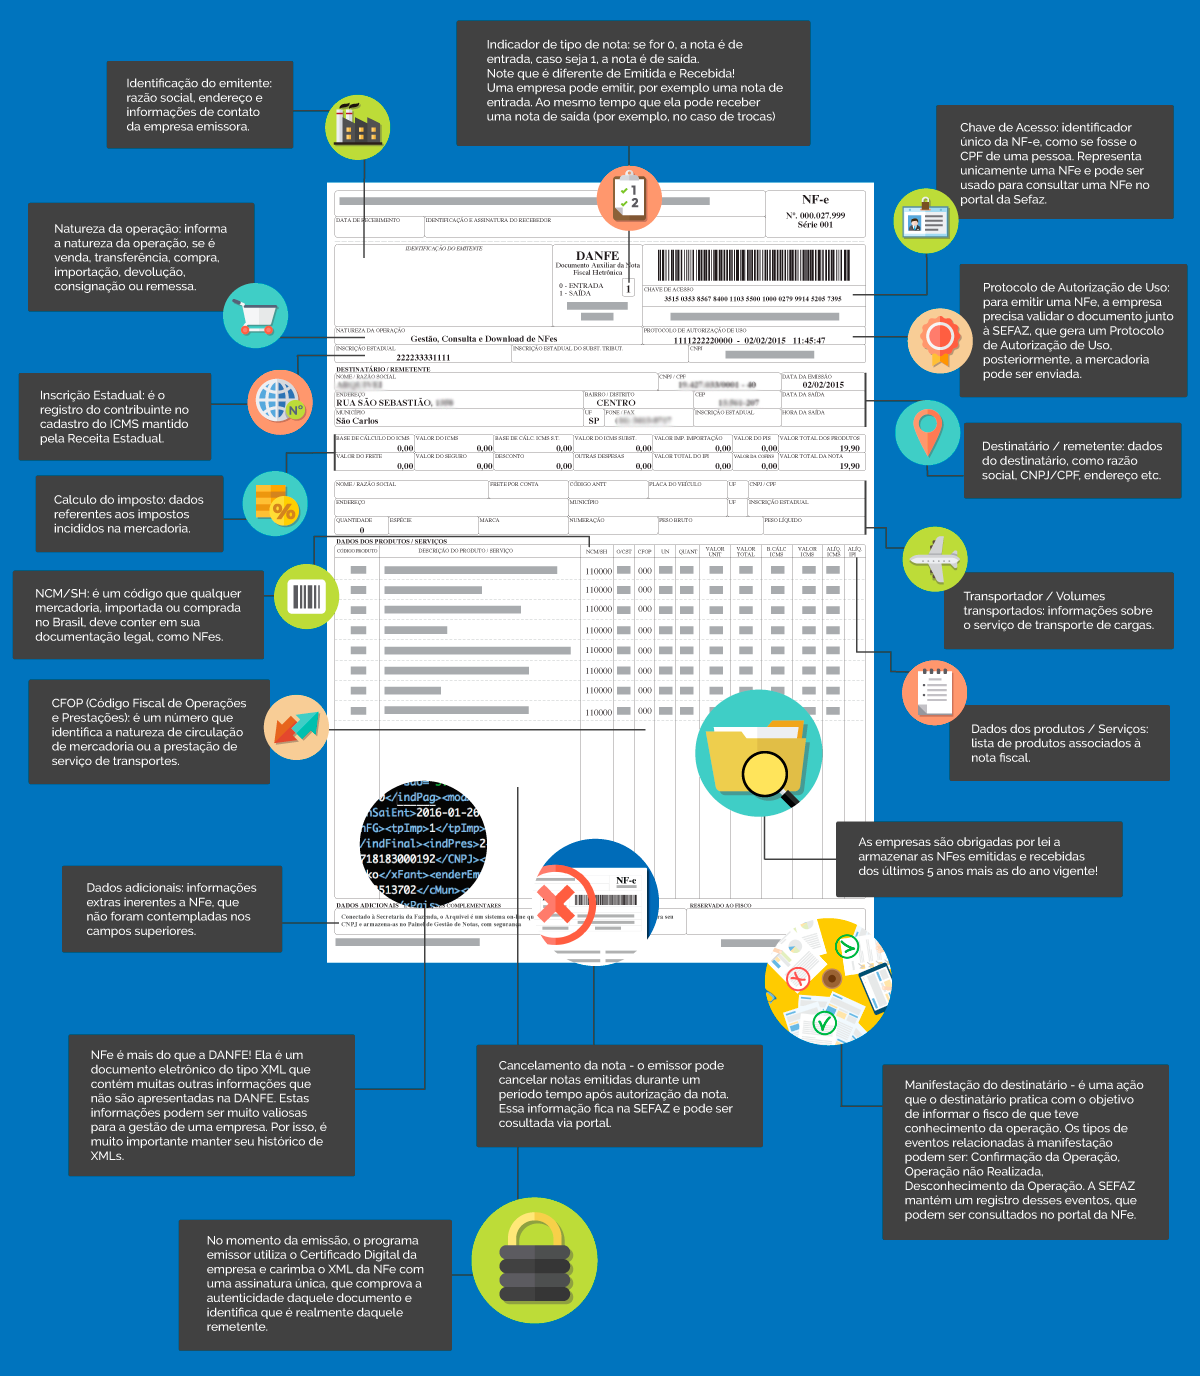 Indicador de tipo de nota: se for 0, a nota é de
entrada, caso seja 1, a nota é de saída.
Note que é diferente de Emitida e Recebida!
Uma empresa pode emitir, por exemplo uma nota de
entrada. Ao mesmo tempo que ela pode receber
uma nota de saída (por exemplo, no caso de trocas)
Identificação do emitente:
razão social, endereço e
informações de contato
da empresa emissora.
Chave de Acesso: identificador
único da NF-e, como se fosse o
CPF de uma pessoa. Representa
unicamente uma NFe e pode ser
usado para consultar uma NFe no
portal da Sefaz.
Natureza da operação: informa
a natureza da operação, se é
venda, transferência, compra,
importação, devolução,
consignação ou remessa.
Protocolo de Autorização de Uso:
para emitir uma NFe, a empresa
precisa validar o documento junto
à SEFAZ, que gera um Protocolo
de Autorização de Uso,
posteriormente, a mercadoria
pode ser enviada.
Inscrição Estadual: é o
registro do contribuinte no
cadastro do ICMS mantido
pela Receita Estadual.
Destinatário / remetente: dados
do destinatário, como razão
social, CNPJ/CPF, endereço etc.
Calculo do imposto: dados
referentes aos impostos
incididos na mercadoria.
NCM/SH: é um código que qualquer
mercadoria, importada ou comprada
no Brasil, deve conter em sua
documentação legal, como NFes.
Transportador / Volumes
transportados: informações sobre
o serviço de transporte de cargas.
CFOP (Código Fiscal de Operações
e Prestações): é um número que
identifica a natureza de circulação
de mercadoria ou a prestação de
serviço de transportes.
Dados dos produtos / Serviços:
lista de produtos associados à
nota fiscal.
1
2
NF-e
Nº. 000.027.999
Série 001
DATA DE RECEBIMENTO IDENTIFICAÇÃO E ASSINATURA DO RECEBEDOR
IDENTIFICAÇÃO DO EMITENTE
DANFE
Documento Auxiliar da Nota
Fiscal Eletrônica
0 - ENTRADA
1 - SAÍDA
1
CHAVE DE ACESSO
3515 0353 8567 8400 1103 5500 1000 0279 9914 5205 7395
NATUREZA DA OPERAÇÃO PROTOCOLO DE AUTORIZAÇÃO DE USO
Gestão, Consulta e Download de NFes 1111222220000 - 02/02/2015 11:45:47
INSCRIÇÃO ESTADUAL INSCRIÇÃO ESTADUAL DO SUBST. TRIBUT. CNPJ
222233331111
Nº
DESTINATÁRIO / REMETENTE
NOME / RAZÃO SOCIAL CNPJ / CPF DATA DA EMISSÃO
02/02/2015
ENDEREÇO BAIRRO / DISTRITO CEP DATA DA SAÍDA
RUA SÃO SEBASTIÃO, CENTRO
MUNICÍPIO UF FONE / FAX INSCRIÇÃO ESTADUAL HORA DA SAÍDA
São Carlos SP
BASE DE CÁLCULO DO ICMS VALOR DO ICMS BASE DE CÁLC. ICMS S.T. VALOR DO ICMS SUBST. VALOR IMP. IMPORTAÇÃO VALOR DO PIS VALOR TOTAL DOS PRODUTOS
0,00 0,00 0,00 0,00 0,00 0,00 19,90
VALOR DO FRETE VALOR DO SEGURO DESCONTO OUTRAS DESPESAS VALOR TOTAL DO IPI VALOR DA COFINS VALOR TOTAL DA NOTA
0,00 0,00 0,00 0,00 0,00 0,00 19,90
%
NOME / RAZÃO SOCIAL FRETE POR CONTA CÓDIGO ANTT PLACA DO VEÍCULO UF CNPJ / CPF
ENDEREÇO MUNICÍPIO UF INSCRIÇÃO ESTADUAL
QUANTIDADE ESPÉCIE MARCA NUMERAÇÃO PESO BRUTO PESO LÍQUIDO
0
DADOS DOS PRODUTOS / SERVIÇOS
CÓDIGO PRODUTO DESCRIÇÃO DO PRODUTO / SERVIÇO NCM/SH O/CST CFOP UN QUANT VALOR UNIT VALOR TOTAL B.CÁLC ICMS VALOR ICMS ALÍQ. ICMS ALÍQ. IPI
110000 000
110000 000
110000 000
110000 000
110000 000
110000 000
110000 000
110000 000
0</indPag><mod
nSaiEnt>2016-01-26
nFG><tpImp>1</tpImp>
/indFinal><indPres>2
718183000192</CNPJ><
ko</xFant><enderEm
513702</cMun><
NF-e
DADOS ADICIONAIS COMPLEMENTARES RESERVADO AO FISCO
Conectado à Secretaria da Fazenda, o Arquivei é um sistema on-line qu
CNPJ e armazena-as no Painel de Gestão de Notas, com segurança
As empresas são obrigadas por lei a
armazenar as NFes emitidas e recebidas
dos últimos 5 anos mais as do ano vigente!
Dados adicionais: informações
extras inerentes a NFe, que
não foram contempladas nos
campos superiores.
NFe é mais do que a DANFE! Ela é um
documento eletrônico do tipo XML que
contém muitas outras informações que
não são apresentadas na DANFE. Estas
informações podem ser muito valiosas
para a gestão de uma empresa. Por isso, é
muito importante manter seu histórico de
XMLs.
Cancelamento da nota - o emissor pode
cancelar notas emitidas durante um
período tempo após autorização da nota.
Essa informação fica na SEFAZ e pode ser
cosultada via portal.
Manifestação do destinatário - é uma ação
que o destinatário pratica com o objetivo
de informar o fisco de que teve
conhecimento da operação. Os tipos de
eventos relacionadas à manifestação
podem ser: Confirmação da Operação,
Operação não Realizada,
Desconhecimento da Operação. A SEFAZ
mantém um registro desses eventos, que
podem ser consultados no portal da NFe.
No momento da emissão, o programa
emissor utiliza o Certificado Digital da
empresa e carimba o XML da NFe com
uma assinatura única, que comprova a
autenticidade daquele documento e
identifica que é realmente daquele
remetente.